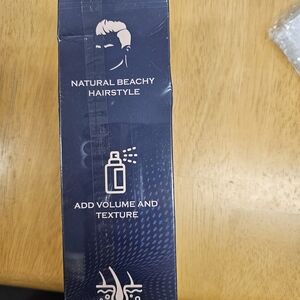 NATURAL BEACHY
HAIRSTYLE
ADD VOLUME AND
TEXTURE